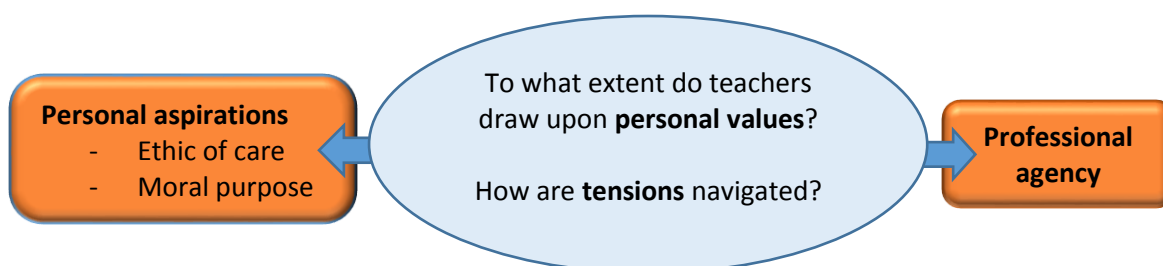 Personal aspirations
- Ethic of care
- Moral purpose
To what extent do teachers
draw upon personal values?
How are tensions navigated?
Professional
agency